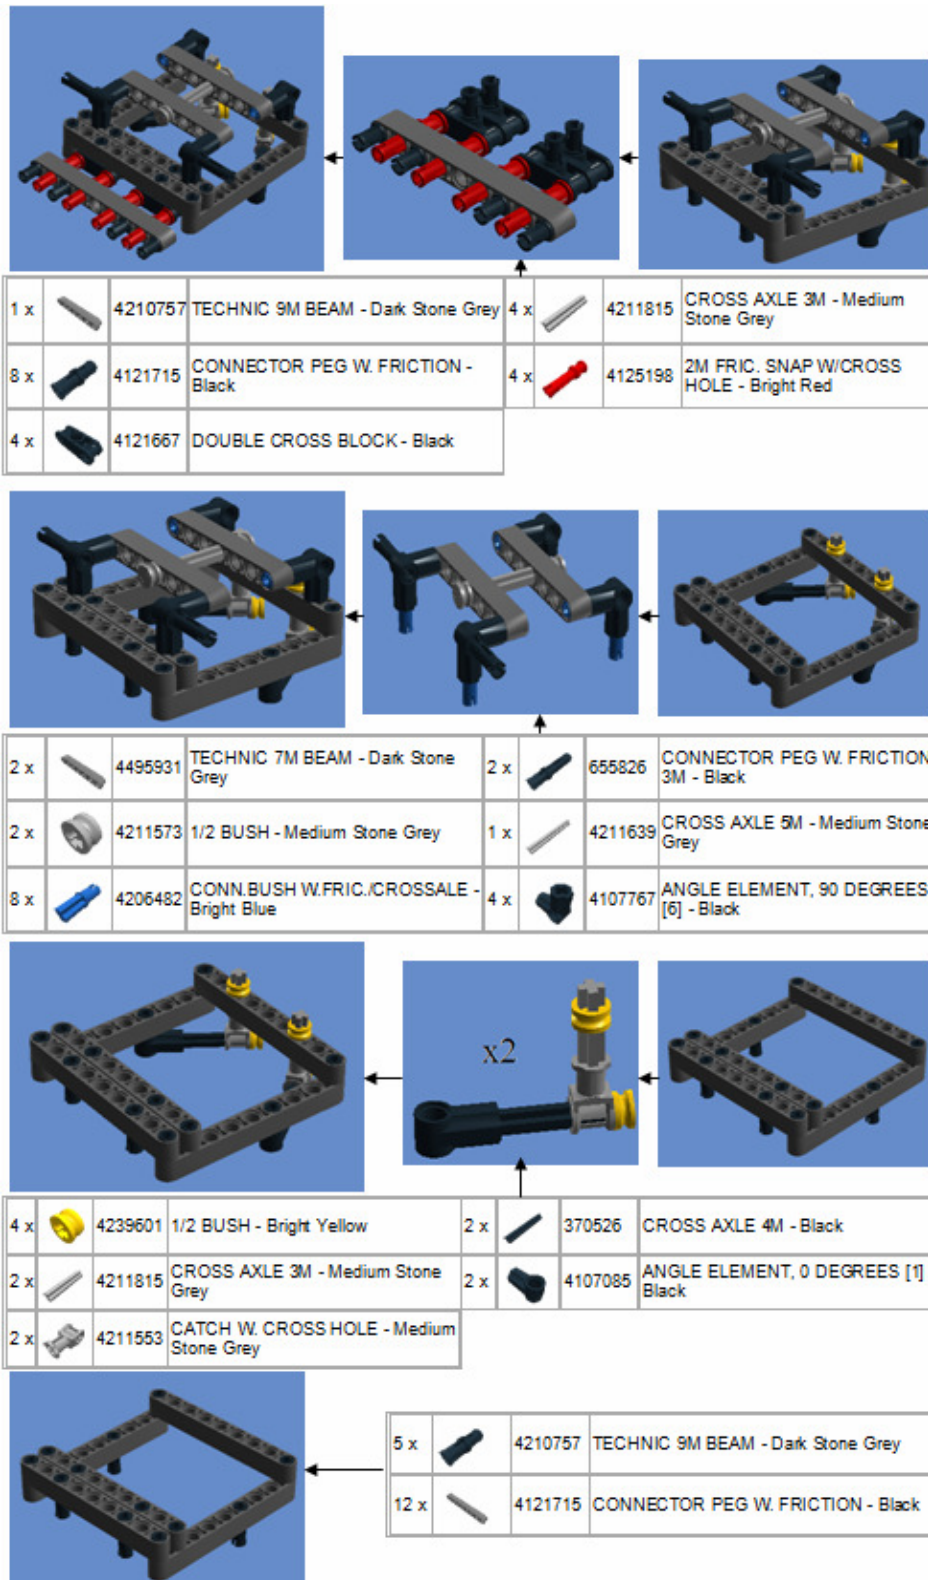 1 x 4210757 TECHNIC 9M BEAM - Dark Stone Grey 4 x 4211815 CROSS AXLE 3M - Medium
Stone Grey
8 x 4121715 CONNECTOR PEG W. FRICTION -
Black
4 x 4125198 2M FRIC. SNAP W/CROSS
HOLE - Bright Red
4 x 4121667 DOUBLE CROSS BLOCK - Black
2 x 4495931 TECHNIC 7M BEAM - Dark Stone
Grey
2 x 655826 CONNECTOR PEG W. FRICTION
3M - Black
2 x 4211573 1/2 BUSH - Medium Stone Grey
1 x 4211639 CROSS AXLE 5M - Medium Stone
Grey
8 x 4206482 CONN.BUSH W.FRIC./CROSSALE -
Bright Blue
4 x 4107767 ANGLE ELEMENT, 90 DEGREES
[6] - Black
x2
4 x 4239601 1/2 BUSH - Bright Yellow 2 x 370526 CROSS AXLE 4M - Black
2 x 4211815 CROSS AXLE 3M - Medium Stone
Grey
2 x 4107085 ANGLE ELEMENT, 0 DEGREES [1]
Black
2 x 4211553 CATCH W. CROSS HOLE - Medium
Stone Grey
5 x 4210757 TECHNIC 9M BEAM - Dark Stone Grey
12 x 4121715 CONNECTOR PEG W. FRICTION - Black